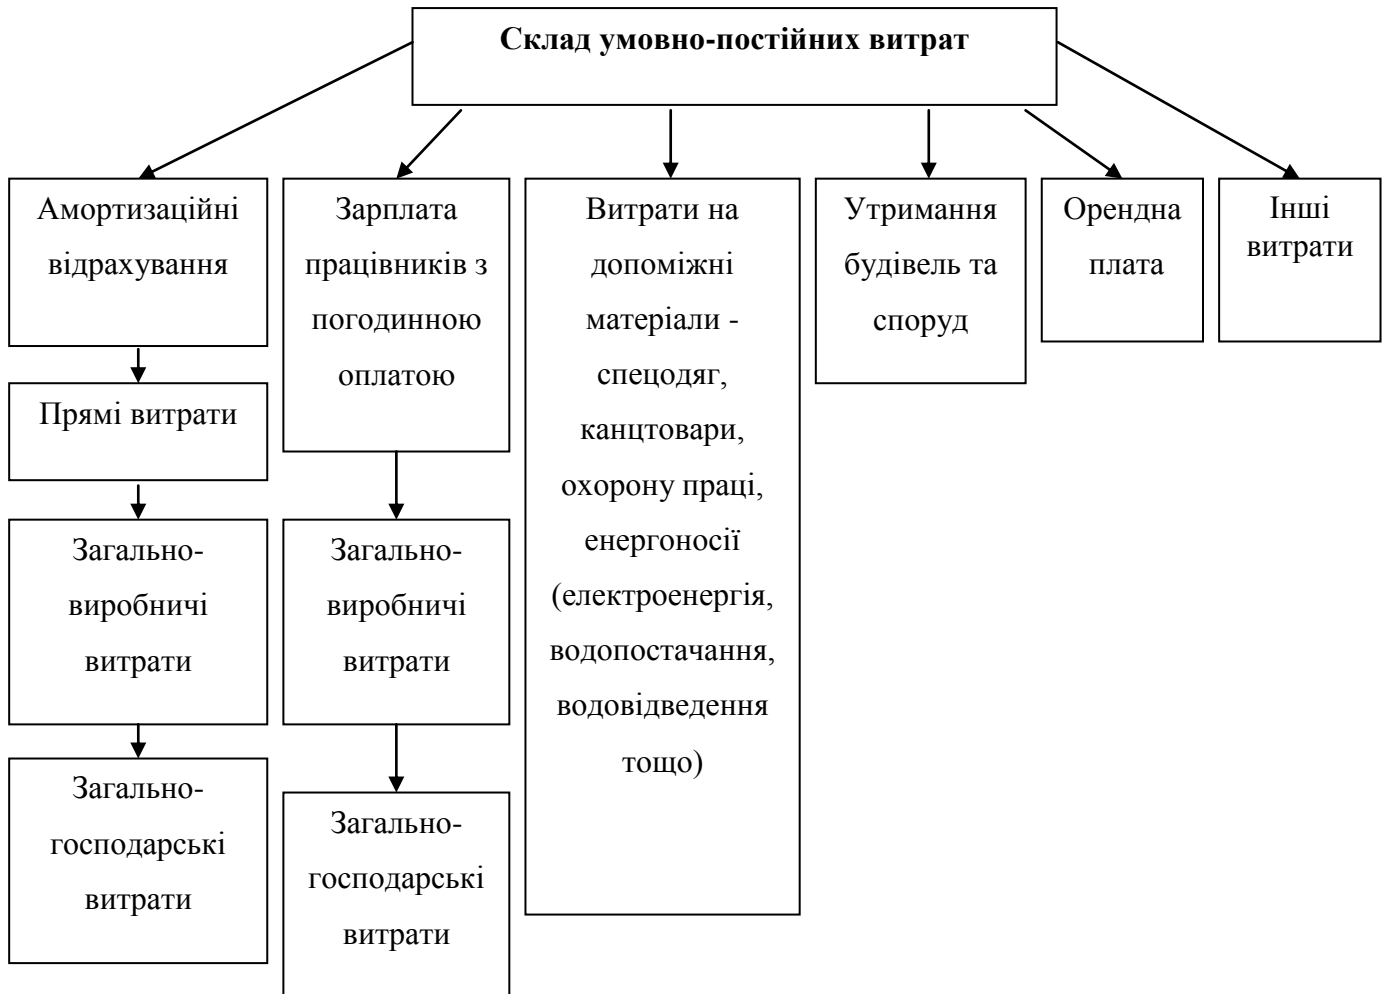 Склад умовно-постійних витрат
Амортизаційні
відрахування
Прямі витрати
Загально-
виробничі
витрати
Загально-
господарські
витрати
Зарплата
працівників з
погодинною
оплатою
Загально-
виробничі
витрати
Загально-
господарські
витрати
Витрати на
допоміжні
матеріали -
спецодяг,
канцтовари,
охорону праці,
енергоносії
(електроенергія,
водопостачання,
водовідведення
тощо)
Утримання
будівель та
споруд
Орендна
плата
Інші
витрати